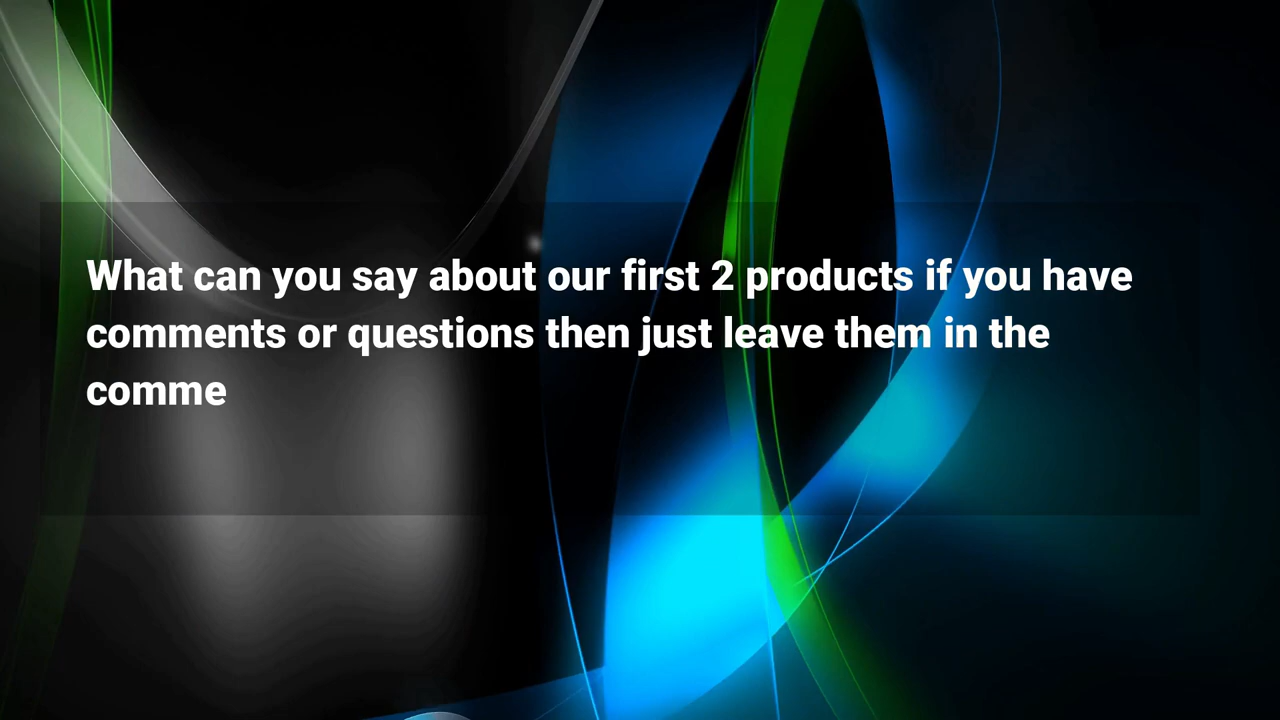 What can you say about our first 2 products if you have
comments or questions then just leave them in the
comme